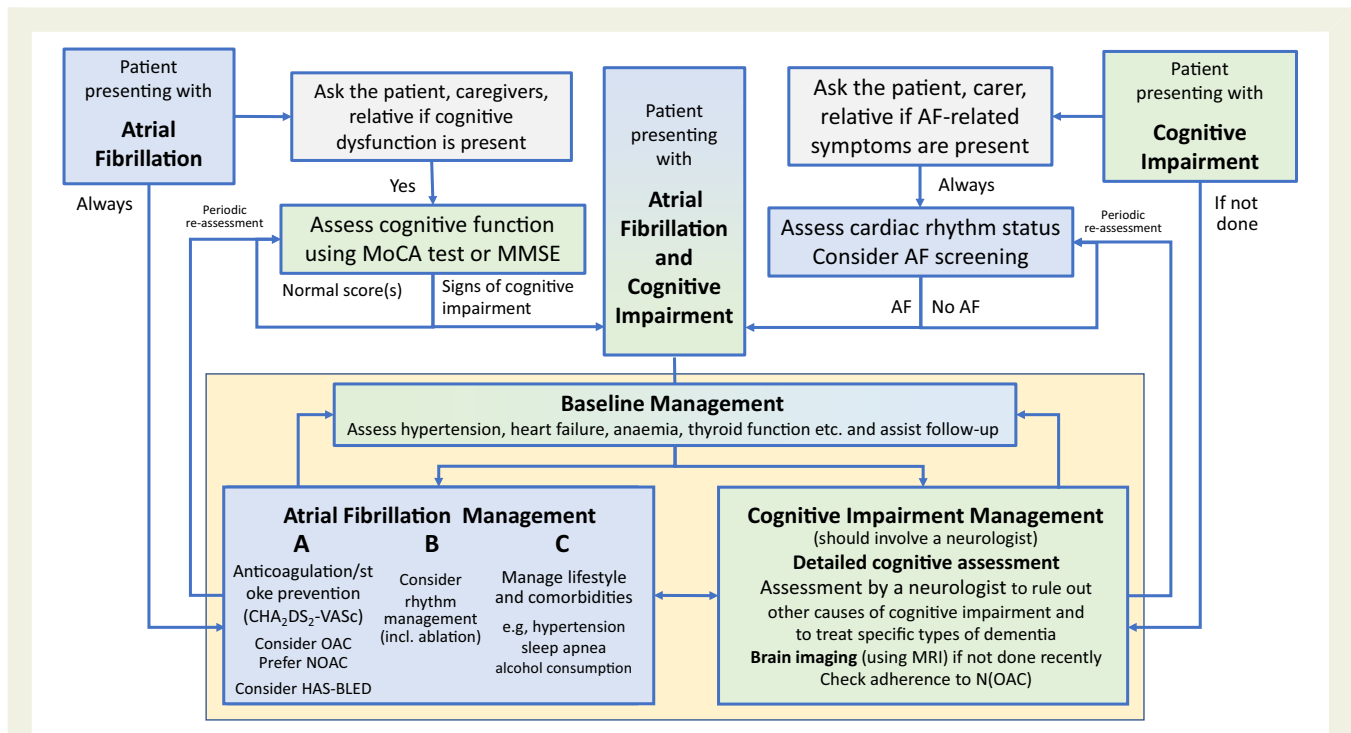 Patient
presenting with
Atrial
Fibrillation
Always
Ask the patient, caregivers,
relative if cognitive
dysfunction is present
Yes
Periodic
re-assessment
Assess cognitive function
using MoCA test or MMSE
Normal score(s)
Signs of cognitive
impairment
Patient
presenting
with
Atrial
Fibrillation
and
Cognitive
Impairment
Ask the patient, carer,
relative if AF-related
symptoms are present
Always
Assess cardiac rhythm status
Consider AF screening
AF
No AF
Periodic
re-assessment
Patient
presenting with
Cognitive
Impairment
If not
done
Baseline Management
Assess hypertension, heart failure, anaemia, thyroid function etc. and assist follow-up
Atrial Fibrillation Management
A
Anticoagulation/st
oke prevention
(CHA₂DS₂-VASc)
Consider OAC
Prefer NOAC
Consider HAS-BLED
B
Consider
rhythm
management
(incl. ablation)
C
Manage lifestyle
and comorbidities
e.g, hypertension
sleep apnea
alcohol consumption
Cognitive Impairment Management
(should involve a neurologist)
Detailed cognitive assessment
Assessment by a neurologist to rule out
other causes of cognitive impairment and
to treat specific types of dementia
Brain imaging (using MRI) if not done recently
Check adherence to N(OAC)